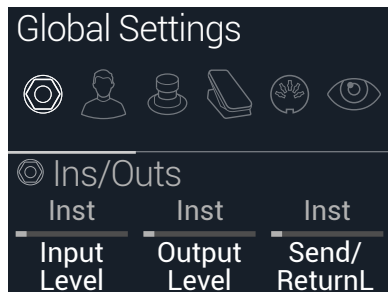 Global Settings
Ins/Outs
Inst Inst Inst
Input Output Send/
Level Level ReturnL